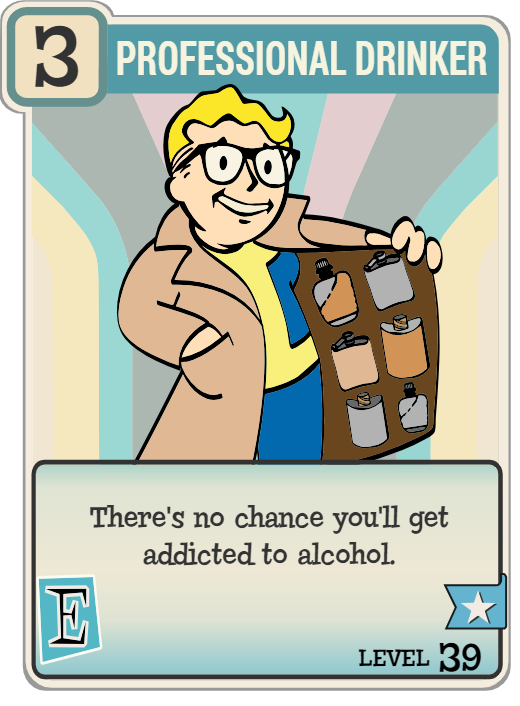 3
PROFESSIONAL DRINKER
There's no chance you'll get
addicted to alcohol.
E
LEVEL 39